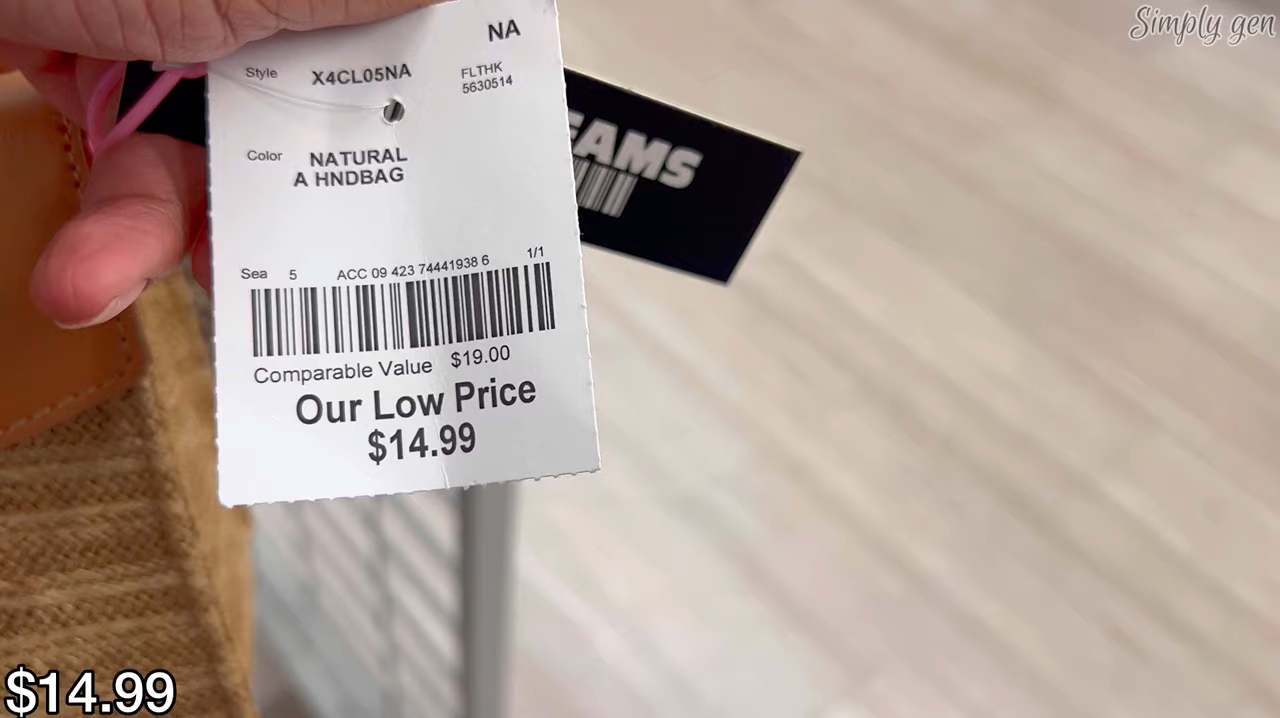 Simply gen
NA
Style X4CL05NA FLTHK
5630514
Color NATURAL
A HNDBAG
Sea 5 ACC 09 423 74441938 6 1/1
Comparable Value $19.00
Our Low Price
$14.99
$14.99